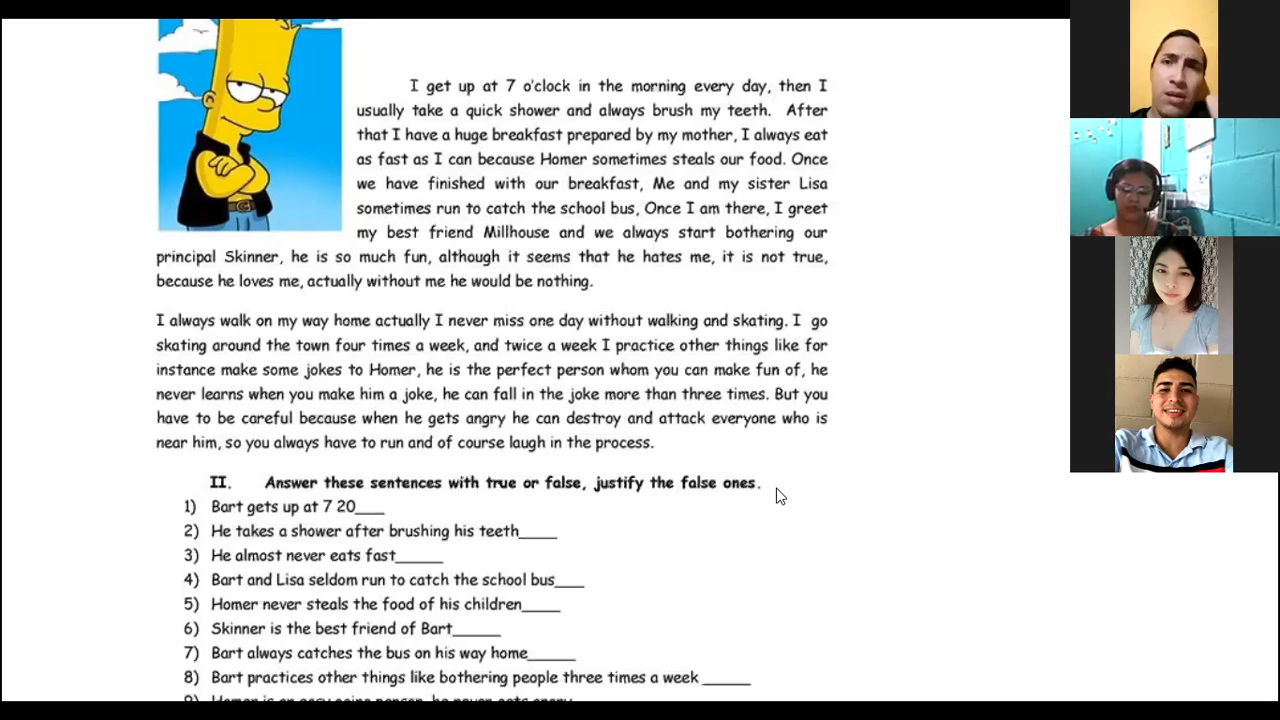 I get up at 7 o'clock in the morning every day, then I
usually take a quick shower and always brush my teeth. After
that I have a huge breakfast prepared by my mother, I always eat
as fast as I can because Homer sometimes steals our food. Once
we have finished with our breakfast, Me and my sister Lisa
sometimes run to catch the school bus, Once I am there, I greet
my best friend Millhouse and we always start bothering our
principal Skinner, he is so much fun, although it seems that he hates me, it is not true,
because he loves me, actually without me he would be nothing.
I always walk on my way home actually I never miss one day without walking and skating. I go
skating around the town four times a week, and twice a week I practice other things like for
instance make some jokes to Homer, he is the perfect person whom you can make fun of, he
never learns when you make him a joke, he can fall in the joke more than three times. But you
have to be careful because when he gets angry he can destroy and attack everyone who is
near him, so you always have to run and of course laugh in the process.
II. Answer these sentences with true or false, justify the false ones.
1) Bart gets up at 7 20____
2) He takes a shower after brushing his teeth_____
3) He almost never eats fast______
4) Bart and Lisa seldom run to catch the school bus____
5) Homer never steals the food of his children_____
6) Skinner is the best friend of Bart______
7) Bart always catches the bus on his way home______
8) Bart practices other things like bothering people three times a week ______
9) Homer is an easy going person, he never gets angry